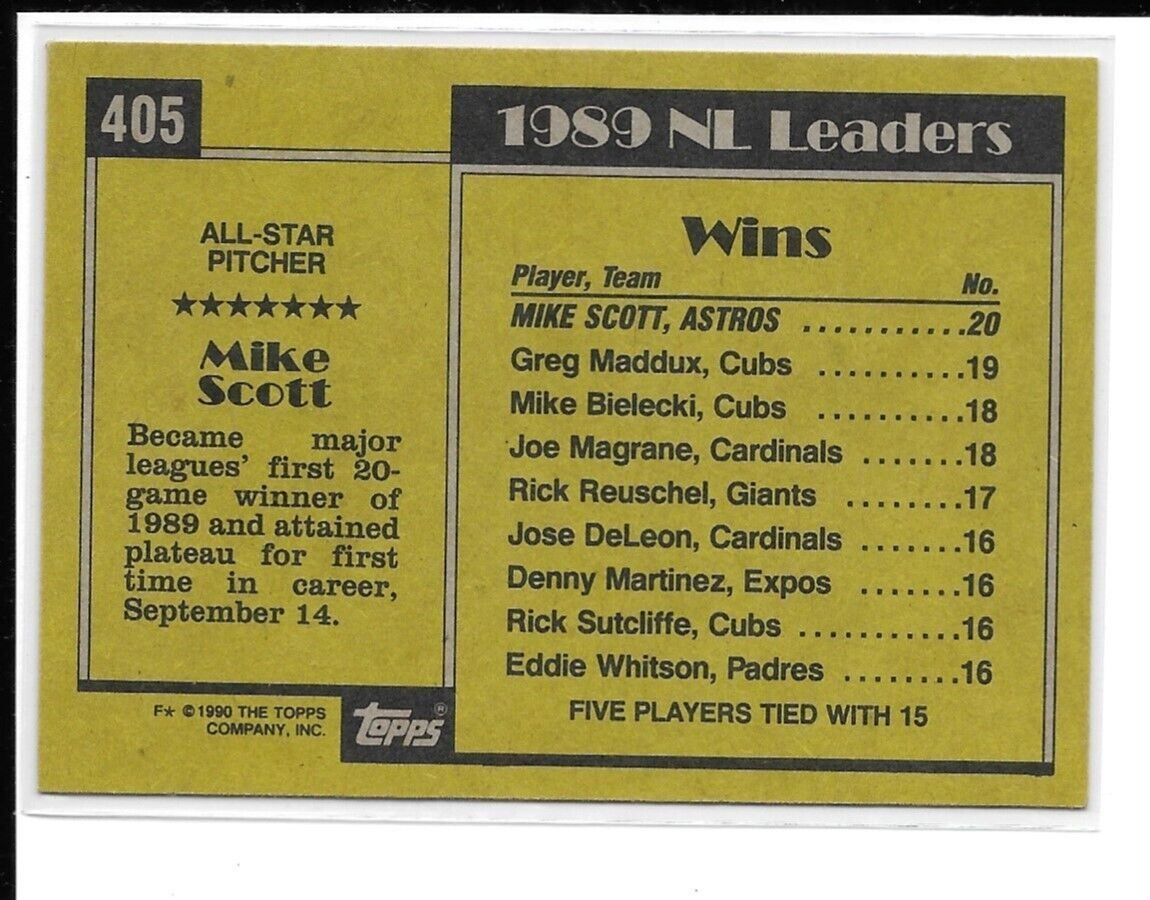 405
ALL-STAR
PITCHER
★★★★★★★
Mike
Scott
Became major
leagues' first 20-
game winner of
1989 and attained
plateau for first
time in career,
September 14.
F★ ©1990 THE TOPPS
COMPANY, INC.
topps®
1989 NL Leaders
Wins
Player, Team No.
MIKE SCOTT, ASTROS ...........20
Greg Maddux, Cubs ..........19
Mike Bielecki, Cubs ..........18
Joe Magrane, Cardinals .......18
Rick Reuschel, Giants ........17
Jose DeLeon, Cardinals .......16
Denny Martinez, Expos .......16
Rick Sutcliffe, Cubs ............16
Eddie Whitson, Padres ........16
FIVE PLAYERS TIED WITH 15